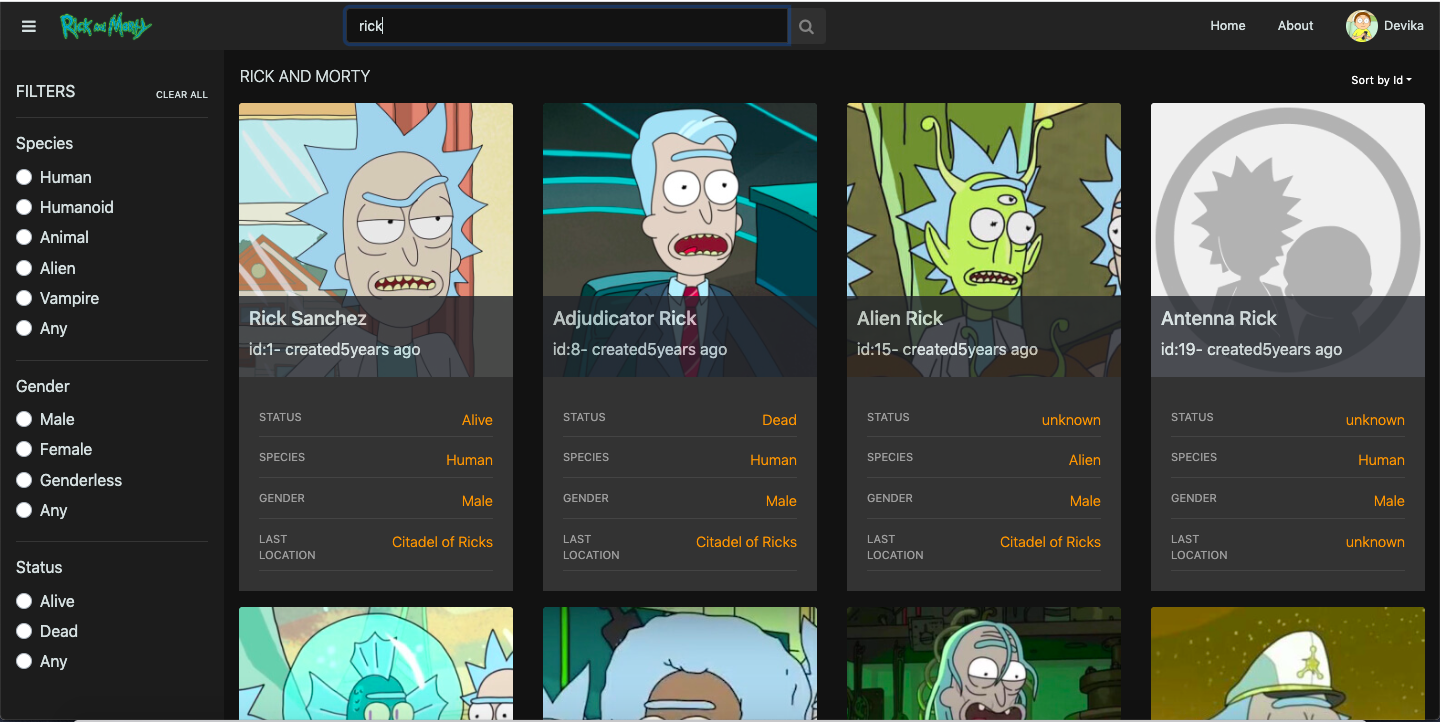 Rick and Morty
rick
Home
About
Devika
FILTERS
CLEAR ALL
Species
Human
Humanoid
Animal
Alien
Vampire
Any
Gender
Male
Female
Genderless
Any
Status
Alive
Dead
Any
RICK AND MORTY
Sort by Id
Rick Sanchez
id:1- created5years ago
STATUS Alive
SPECIES Human
GENDER Male
LAST
LOCATION Citadel of Ricks
Adjudicator Rick
id:8- created5years ago
STATUS Dead
SPECIES Human
GENDER Male
LAST
LOCATION Citadel of Ricks
Alien Rick
id:15- created5years ago
STATUS unknown
SPECIES Alien
GENDER Male
LAST
LOCATION Citadel of Ricks
Antenna Rick
id:19- created5years ago
STATUS unknown
SPECIES Human
GENDER Male
LAST
LOCATION unknown